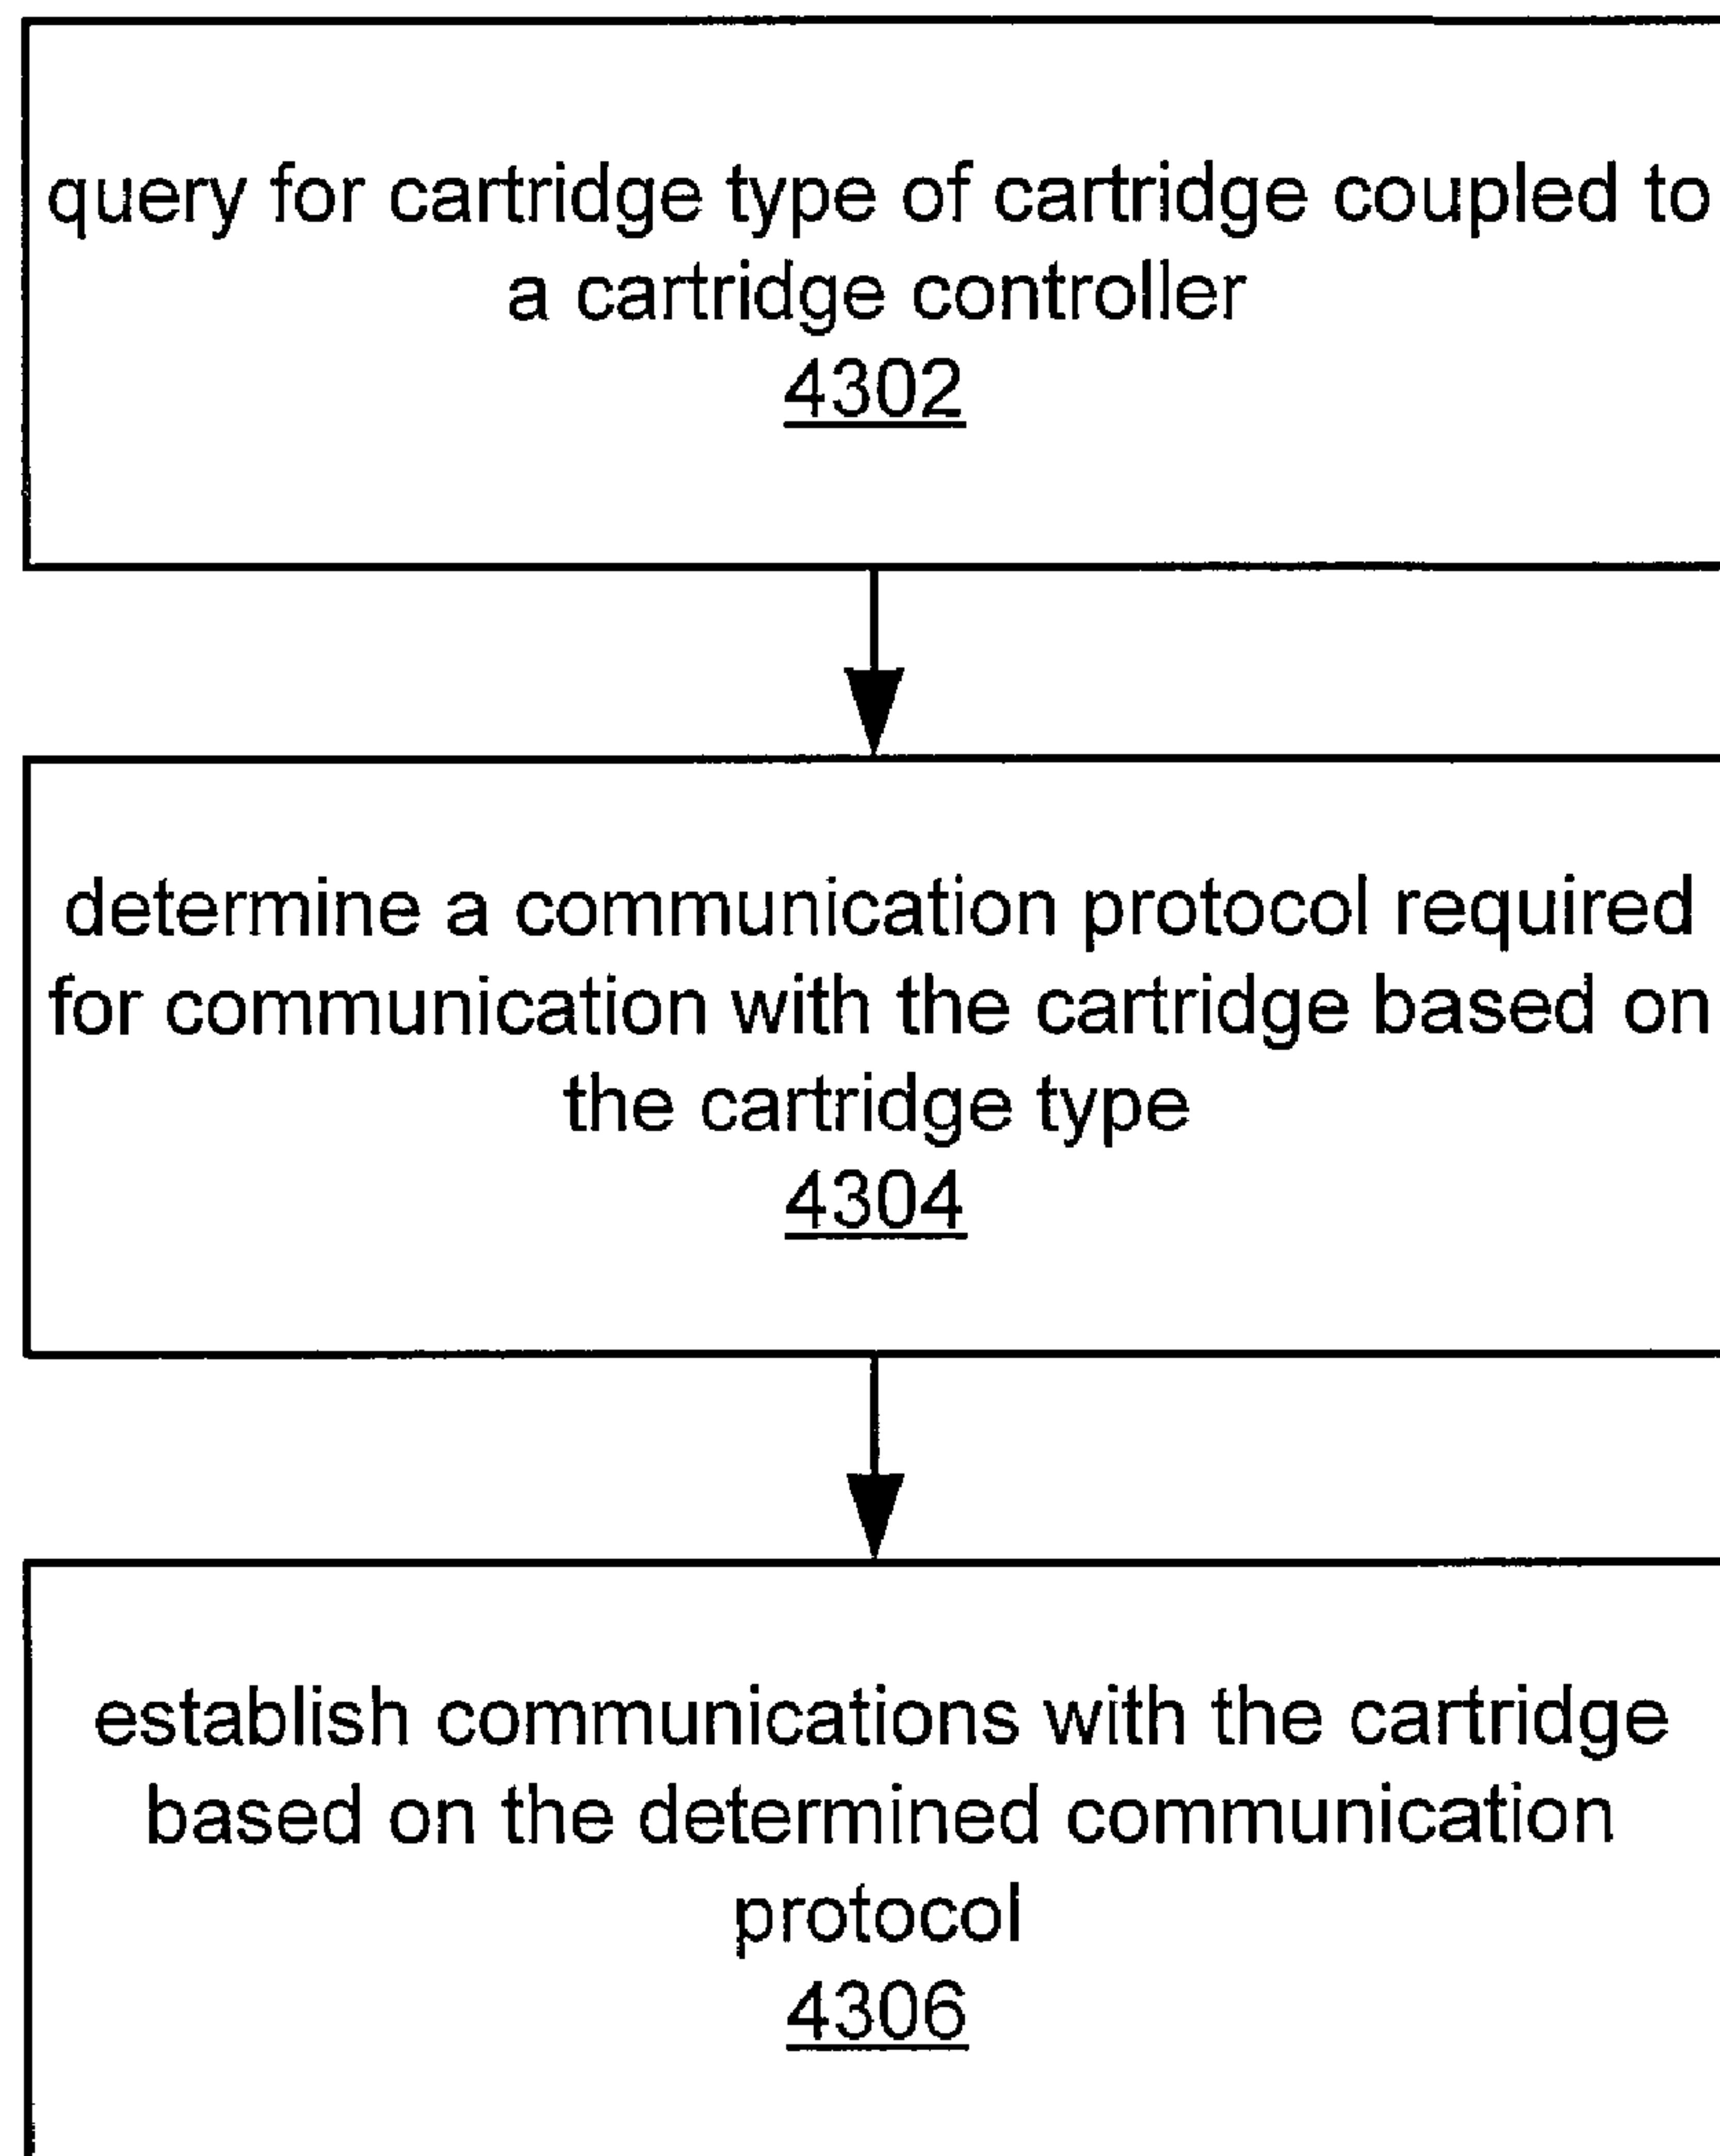 query for cartridge type of cartridge coupled to
a cartridge controller
4302
determine a communication protocol required
for communication with the cartridge based on
the cartridge type
4304
establish communications with the cartridge
based on the determined communication
protocol
4306